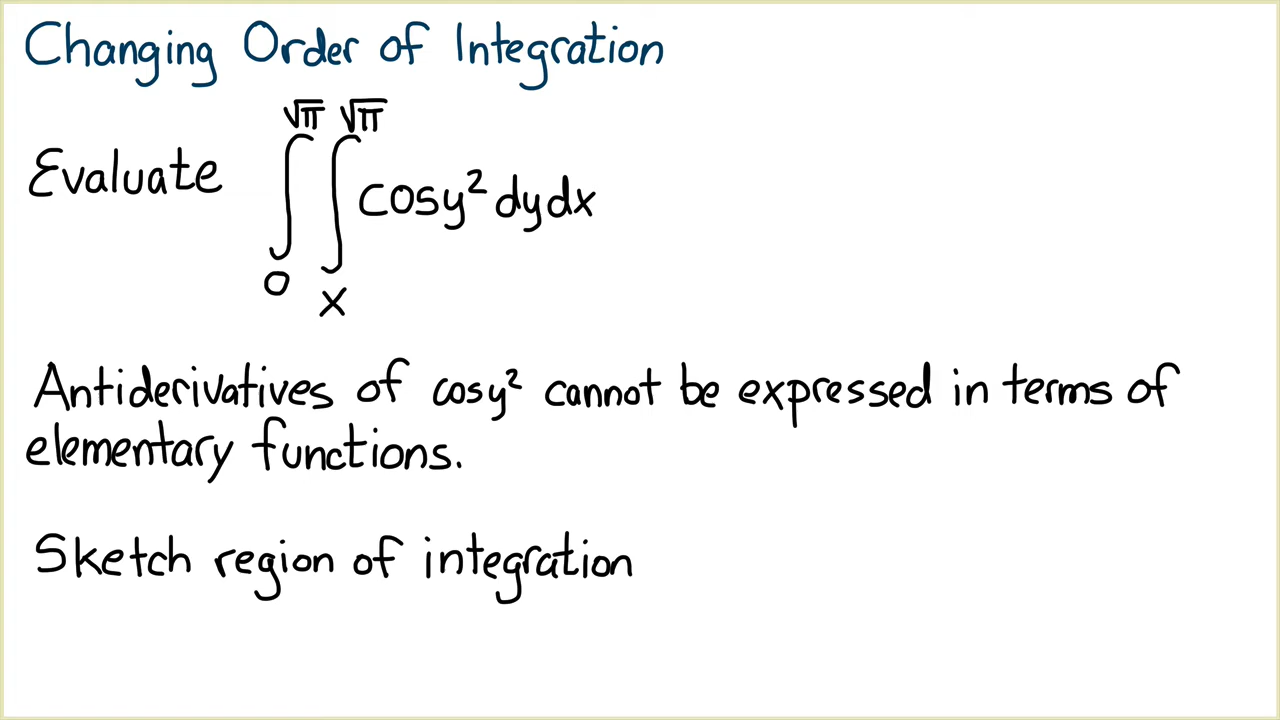 Changing Order of Integration
Evaluate ∫₀^√π ∫ₓ^√π cosy² dydx
Antiderivatives of cosy² cannot be expressed in terms of
elementary functions.
Sketch region of integration